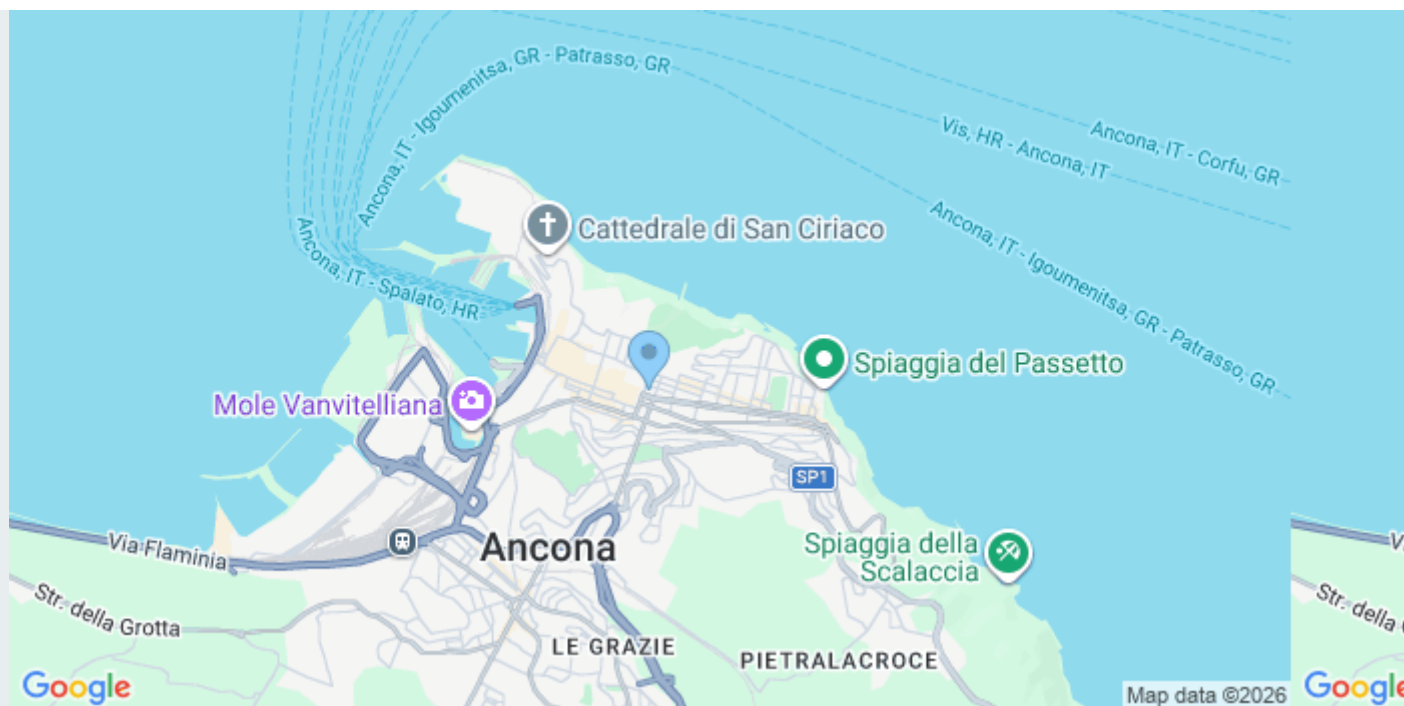 Ancona, IT - Igoumenitsa, GR - Patrasso, GR
Vis, HR - Ancona, IT
Ancona, IT - Corfu, GR
Ancona, IT - Igoumenitsa, GR - Patrasso, GR
Ancona, IT - Spalato, HR
Cattedrale di San Ciriaco
Spiaggia del Passetto
Mole Vanvitelliana
SP1
Via Flaminia
Ancona
Spiaggia della
Scalaccia
Str. della Grotta
LE GRAZIE
PIETRALACROCE
Google
Map data ©2026
Str. della
Google